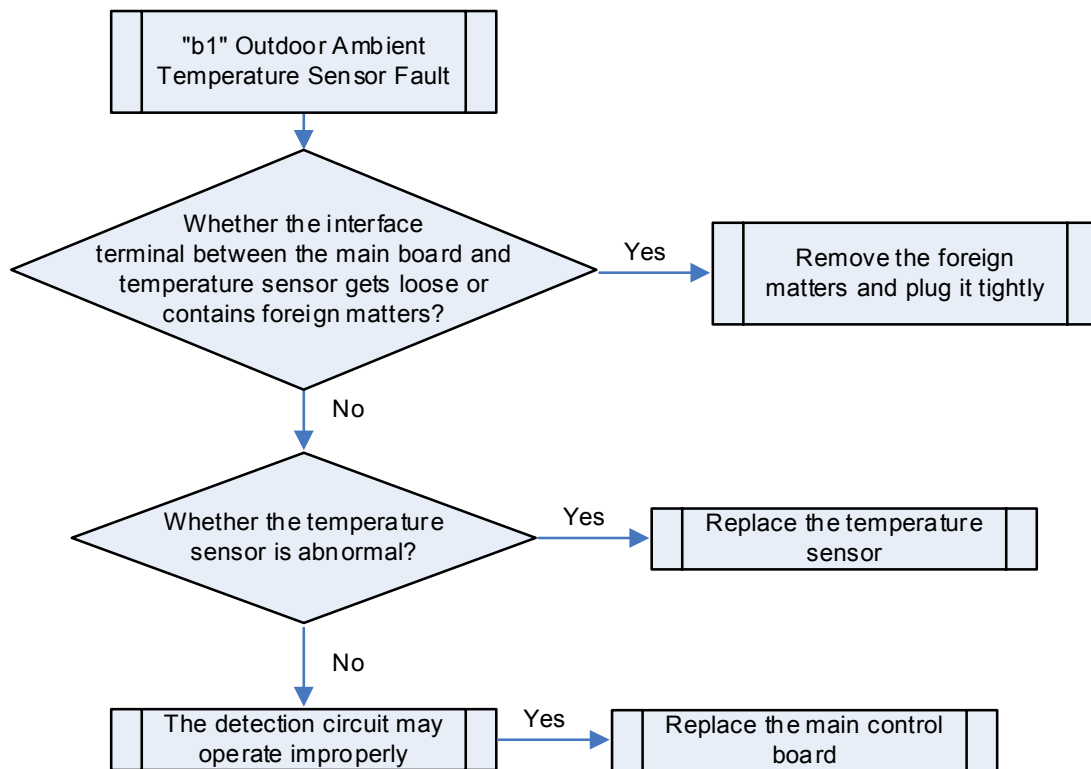 "b1" Outdoor Ambient
Temperature Sensor Fault
Whether the interface
terminal between the main board and
temperature sensor gets loose or
contains foreign matters?
Yes
Remove the foreign
matters and plug it tightly
No
Whether the temperature
sensor is abnormal?
Yes
Replace the temperature
sensor
No
The detection circuit may
operate improperly
Yes
Replace the main control
board